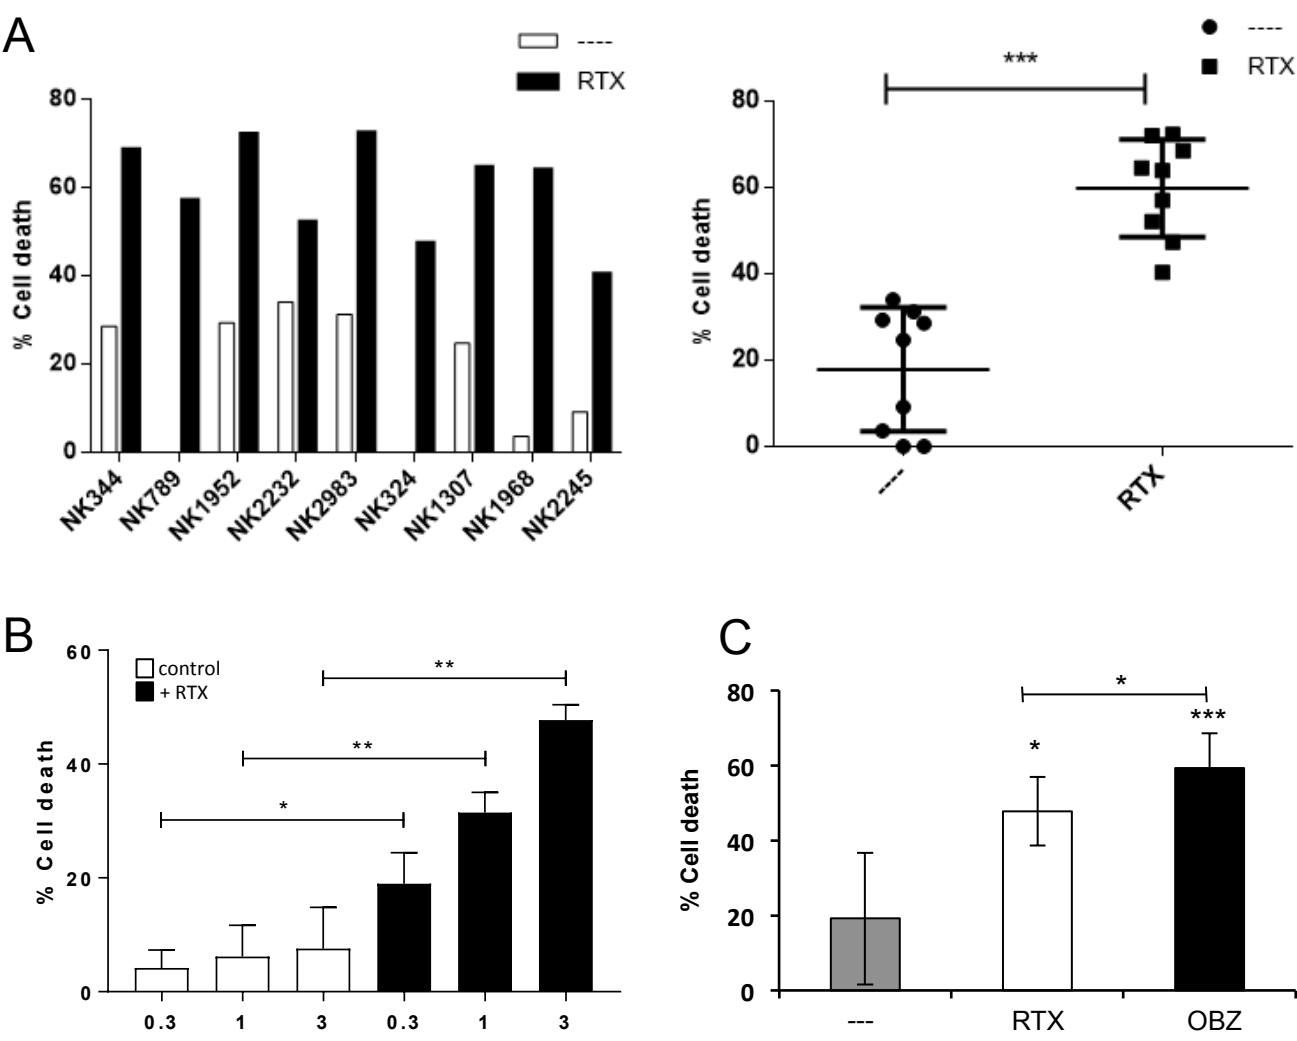 A
----
RTX
80
60
40
20
0
% Cell death
NK344
NK789
NK1952
NK2232
NK2983
NK324
NK1307
NK1968
NK2245
----
RTX
***
80
60
40
20
0
% Cell death
----
RTX
B
control
+ RTX
60
40
20
0
% Cell death
**
**
*
0.3 1 3 0.3 1 3
C
80
60
40
20
0
% Cell death
*
***
*
--- RTX OBZ